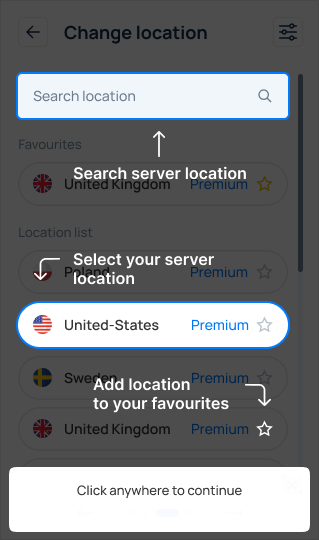 Change location
Search location
Favourites
Search server location
United Kingdom Premium
Location list
Select your server
location
Poland Premium
United-States Premium
Sweden Premium
Add location
to your favourites
United Kingdom Premium
Click anywhere to continue